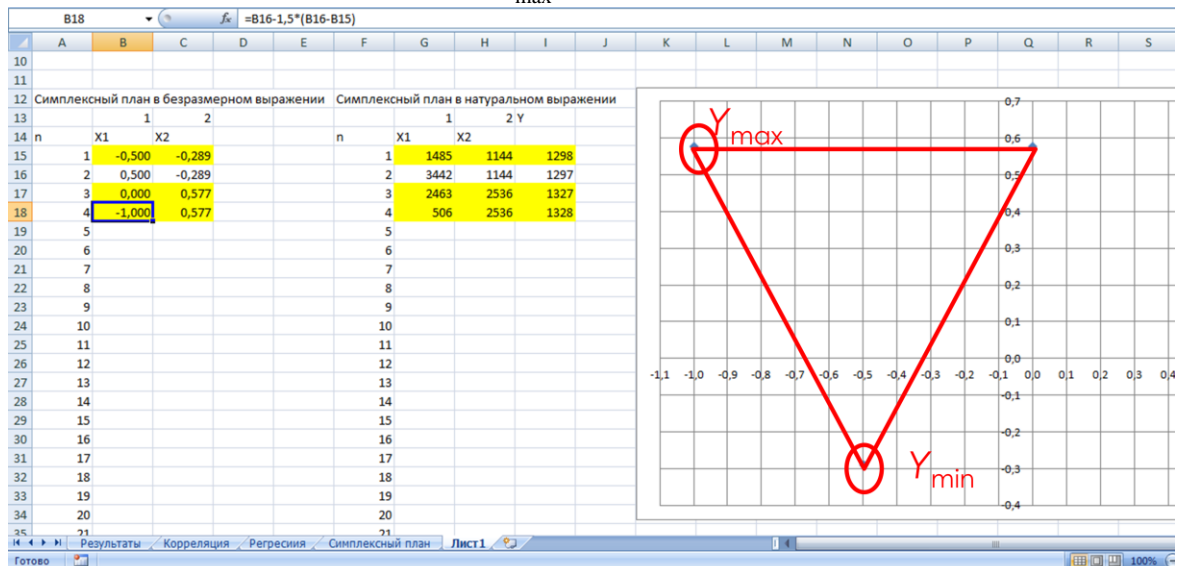 max
B18 fx =B16-1,5*(B16-B15)
A B C D E F G H I J K L M N O P Q R S
10
11
12 Симплексный план в безразмерном выражении Симплексный план в натуральном выражении
13 1 2 1 2 Y
14 n X1 X2 n X1 X2
15 1 -0,500 -0,289 1 1485 1144 1298
16 2 0,500 -0,289 2 3442 1144 1297
17 3 0,000 0,577 3 2463 2536 1327
18 4 -1,000 0,577 4 506 2536 1328
19 5 5
20 6 6
21 7 7
22 8 8
23 9 9
24 10 10
25 11 11
26 12 12
27 13 13
28 14 14
29 15 15
30 16 16
31 17 17
32 18 18
33 19 19
34 20 20
35 21 21
Ymax
0,7
0,6
0,5
0,4
0,3
0,2
0,1
0,0
-1,1 -1,0 -0,9 -0,8 -0,7 -0,6 -0,5 -0,4 -0,3 -0,2 -0,1 0,0 0,1 0,2 0,3 0,4
-0,1
-0,2
-0,3
-0,4
Ymin
Результаты Корреляция Регресиия Симплексный план Лист1
Готово 100%